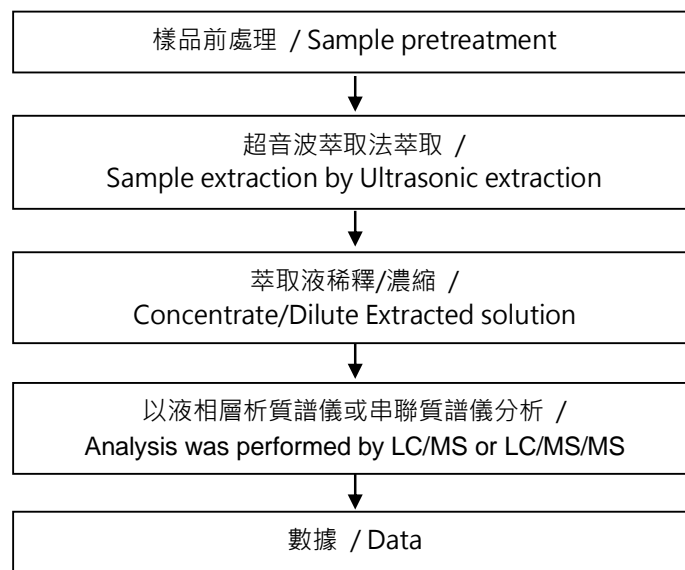 樣品前處理 / Sample pretreatment
超音波萃取法萃取 /
Sample extraction by Ultrasonic extraction
萃取液稀釋/濃縮 /
Concentrate/Dilute Extracted solution
以液相層析質譜儀或串聯質譜儀分析 /
Analysis was performed by LC/MS or LC/MS/MS
數據 / Data